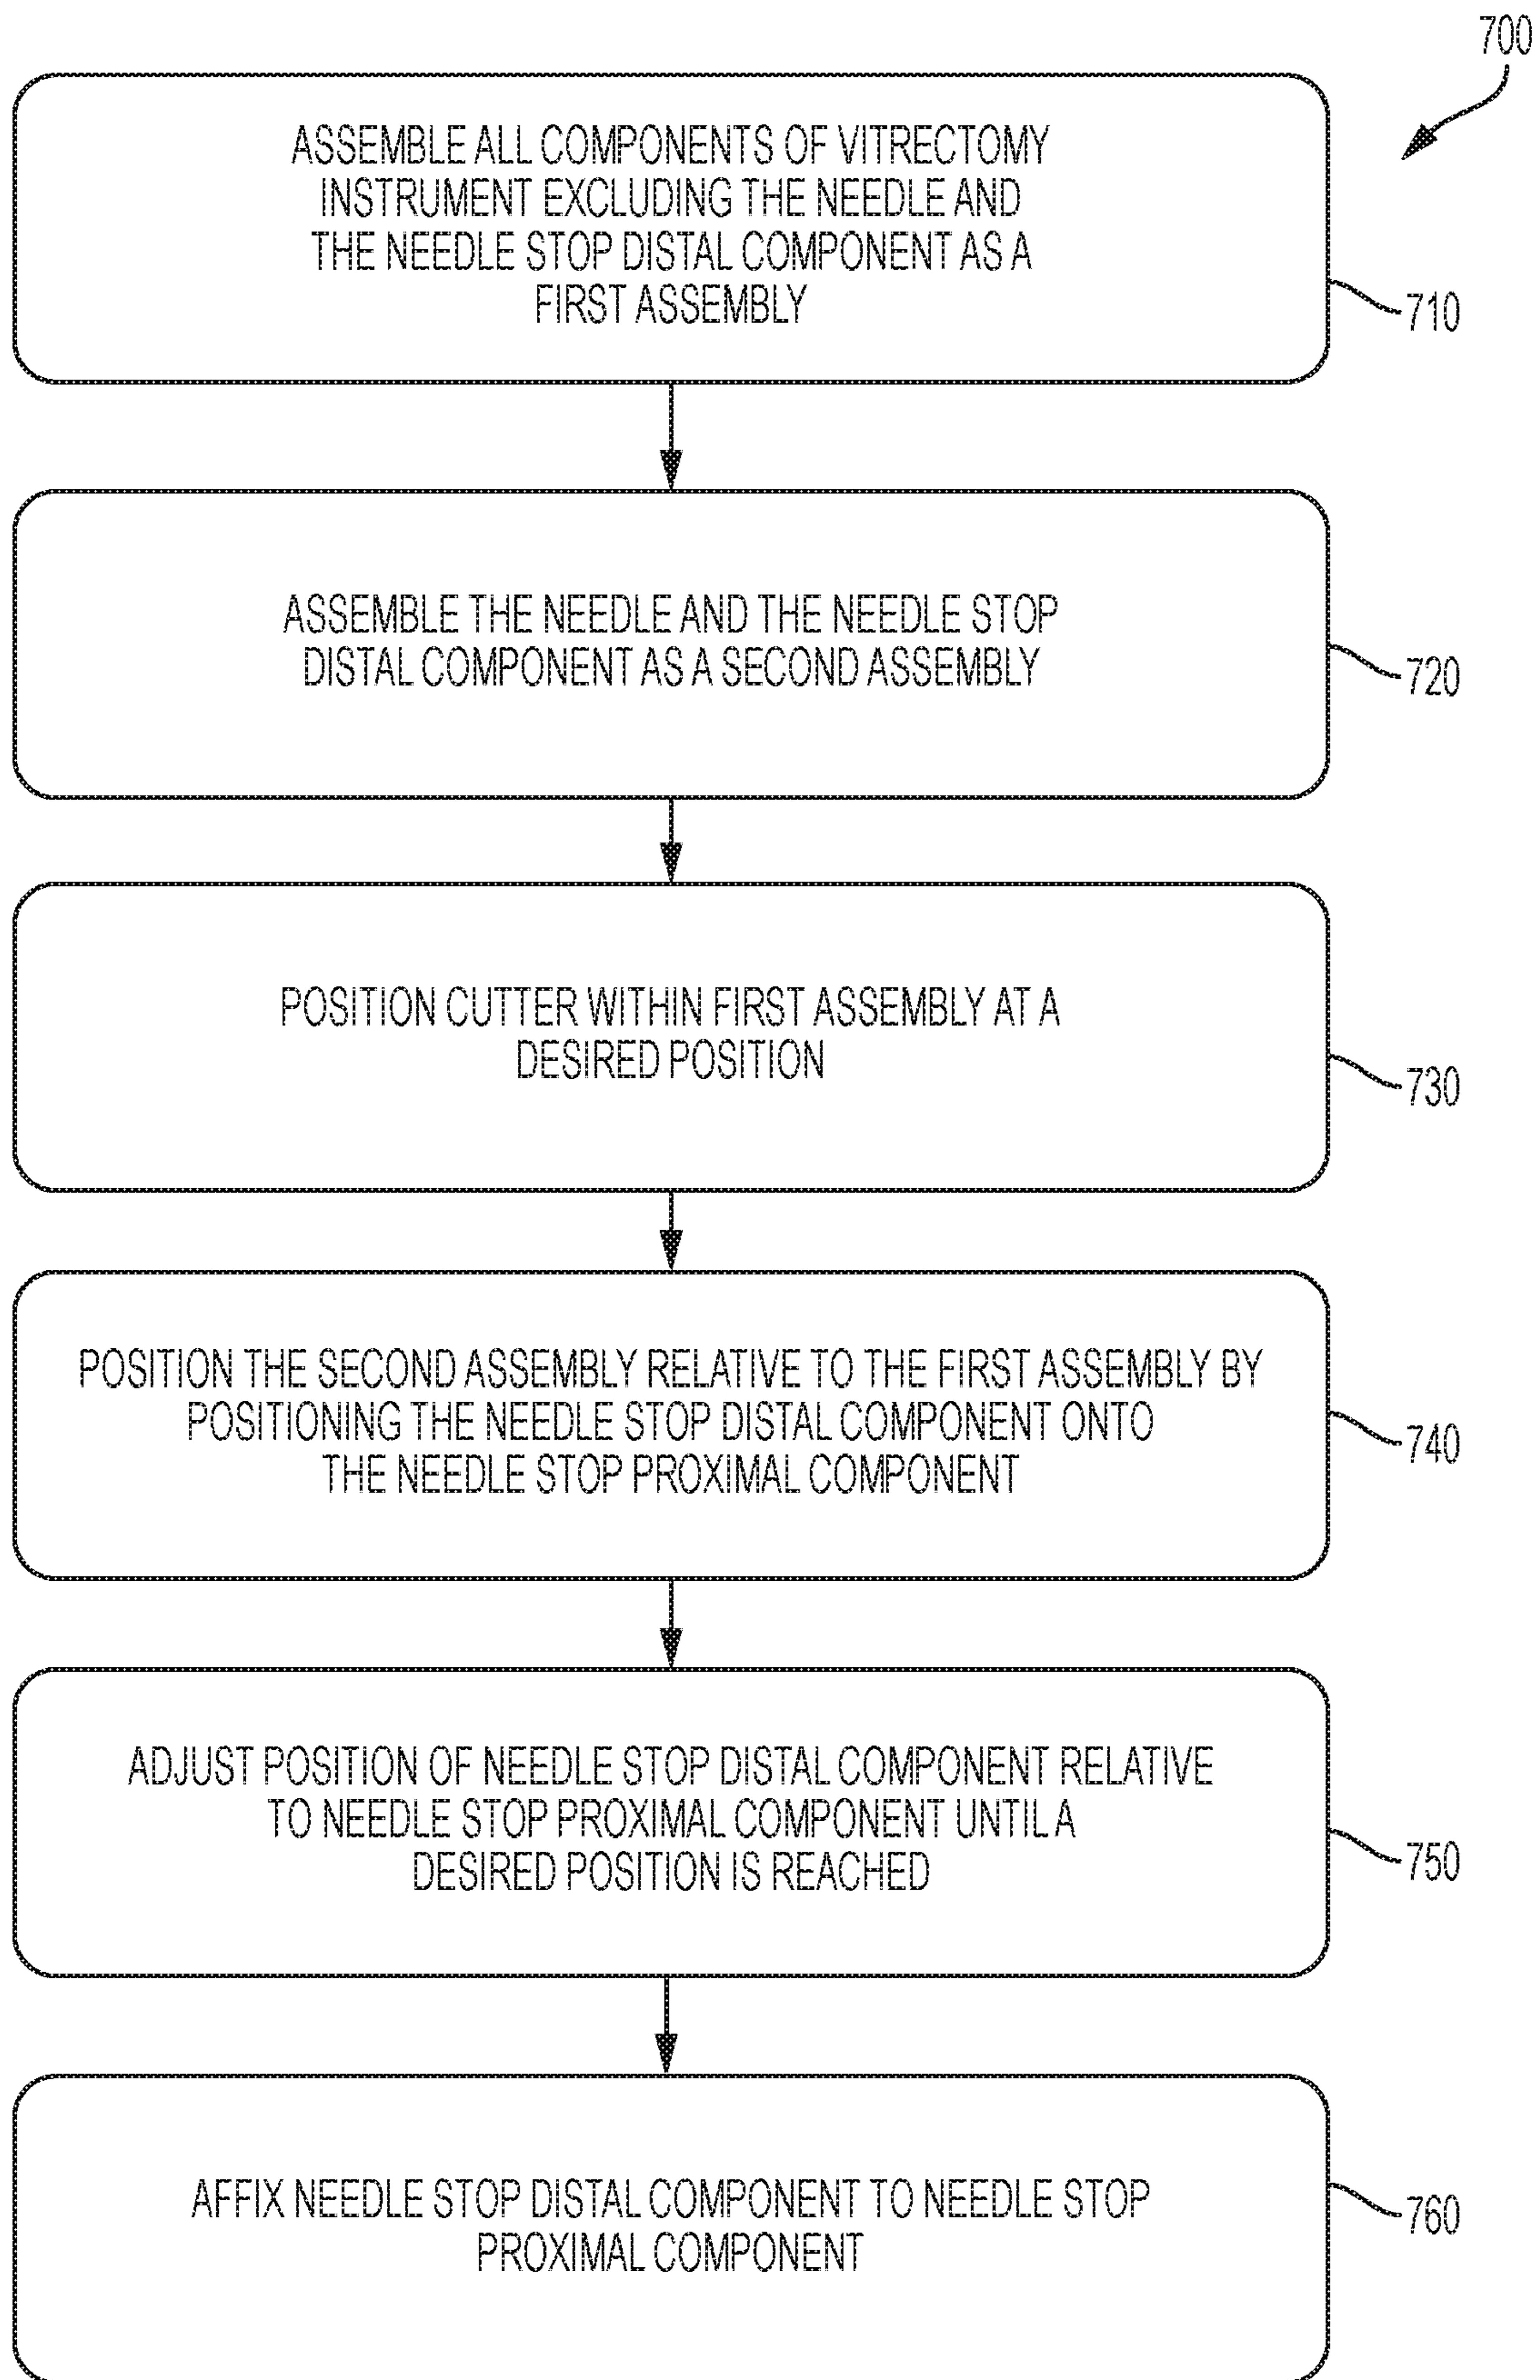 700
ASSEMBLE ALL COMPONENTS OF VITRECTOMY
INSTRUMENT EXCLUDING THE NEEDLE AND
THE NEEDLE STOP DISTAL COMPONENT AS A
FIRST ASSEMBLY
710
ASSEMBLE THE NEEDLE AND THE NEEDLE STOP
DISTAL COMPONENT AS A SECOND ASSEMBLY
720
POSITION CUTTER WITHIN FIRST ASSEMBLY AT A
DESIRED POSITION
730
POSITION THE SECOND ASSEMBLY RELATIVE TO THE FIRST ASSEMBLY BY
POSITIONING THE NEEDLE STOP DISTAL COMPONENT ONTO
THE NEEDLE STOP PROXIMAL COMPONENT
740
ADJUST POSITION OF NEEDLE STOP DISTAL COMPONENT RELATIVE
TO NEEDLE STOP PROXIMAL COMPONENT UNTIL A
DESIRED POSITION IS REACHED
750
AFFIX NEEDLE STOP DISTAL COMPONENT TO NEEDLE STOP
PROXIMAL COMPONENT
760